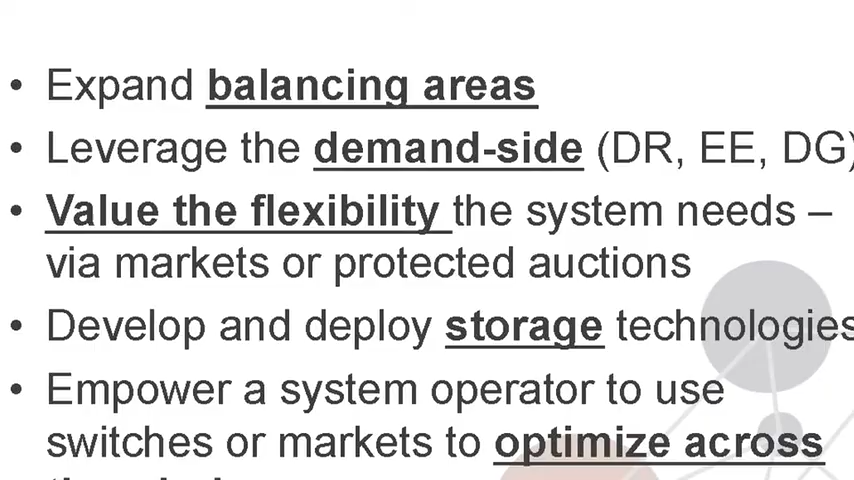 • Expand balancing areas
• Leverage the demand-side (DR, EE, DG)
• Value the flexibility the system needs –
via markets or protected auctions
• Develop and deploy storage technologies
• Empower a system operator to use
switches or markets to optimize across